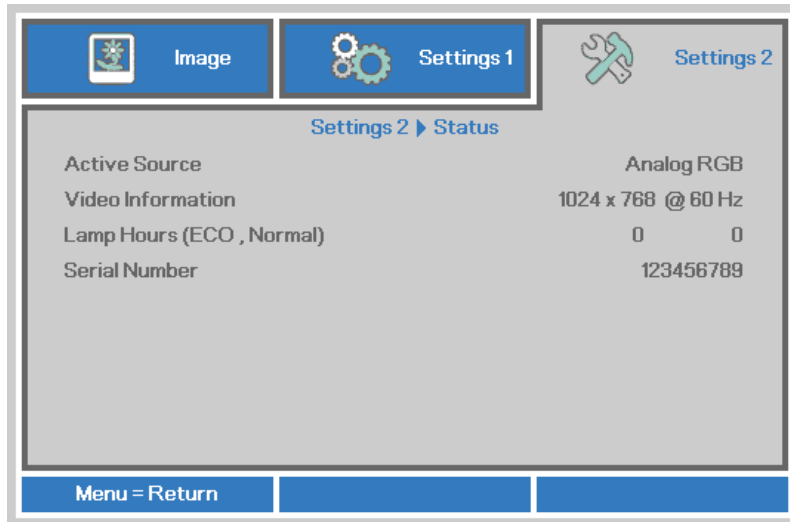 Image
Settings 1
Settings 2
Settings 2 ▶ Status
Active Source Analog RGB
Video Information 1024 x 768 @ 60 Hz
Lamp Hours (ECO , Normal) 0 0
Serial Number 123456789
Menu = Return